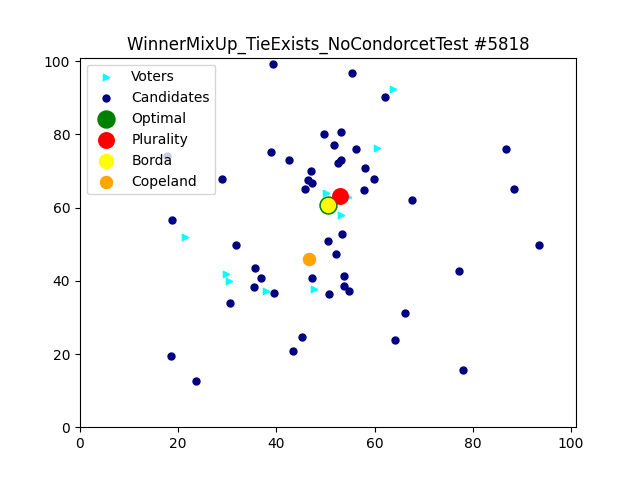 WinnerMixUp_TieExists_NoCondorcetTest #5818
100
80
60
40
20
0
0
20
40
60
80
100
Voters
Candidates
Optimal
Plurality
Borda
Copeland